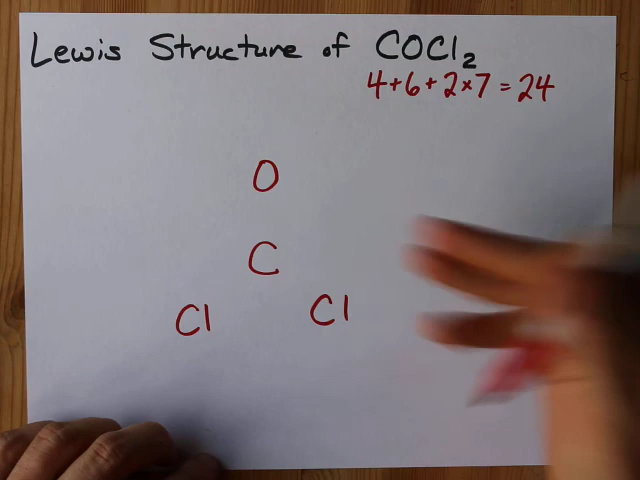 Lewis Structure of COCl₂
4+6+2×7=24
O
C
Cl Cl